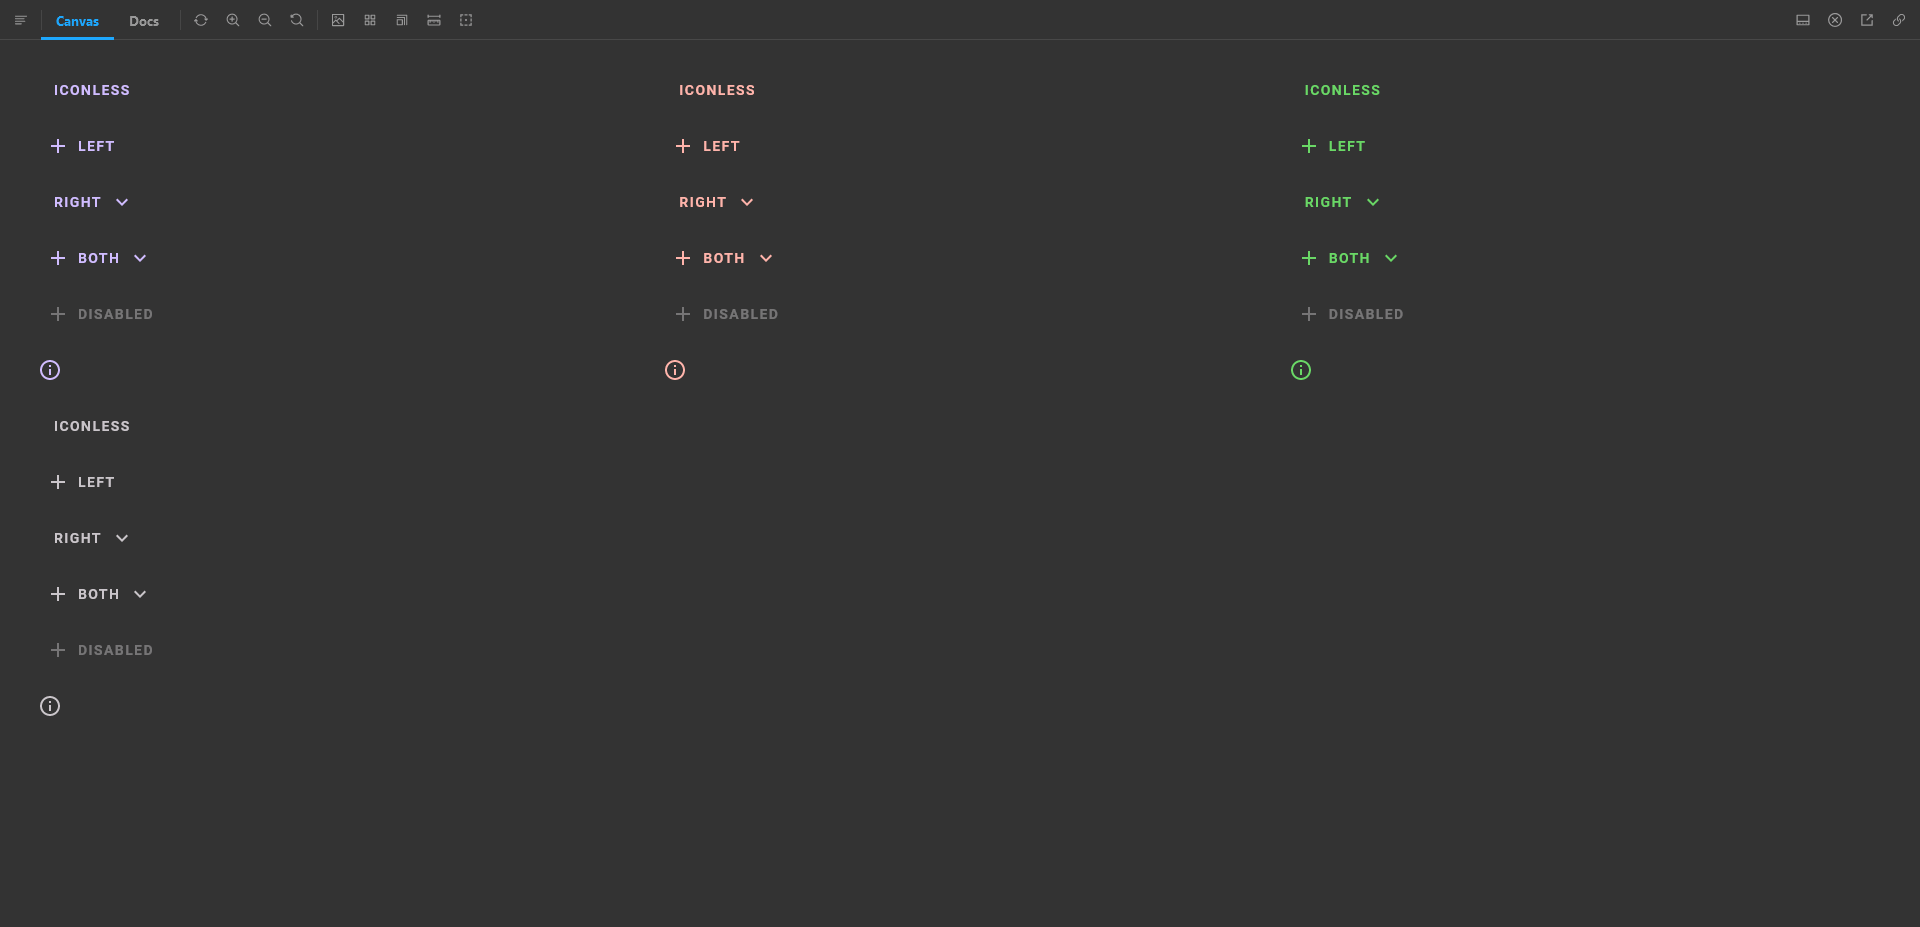 Canvas Docs
ICONLESS ICONLESS ICONLESS
LEFT LEFT LEFT
RIGHT RIGHT RIGHT
BOTH BOTH BOTH
DISABLED DISABLED DISABLED
ICONLESS
LEFT
RIGHT
BOTH
DISABLED